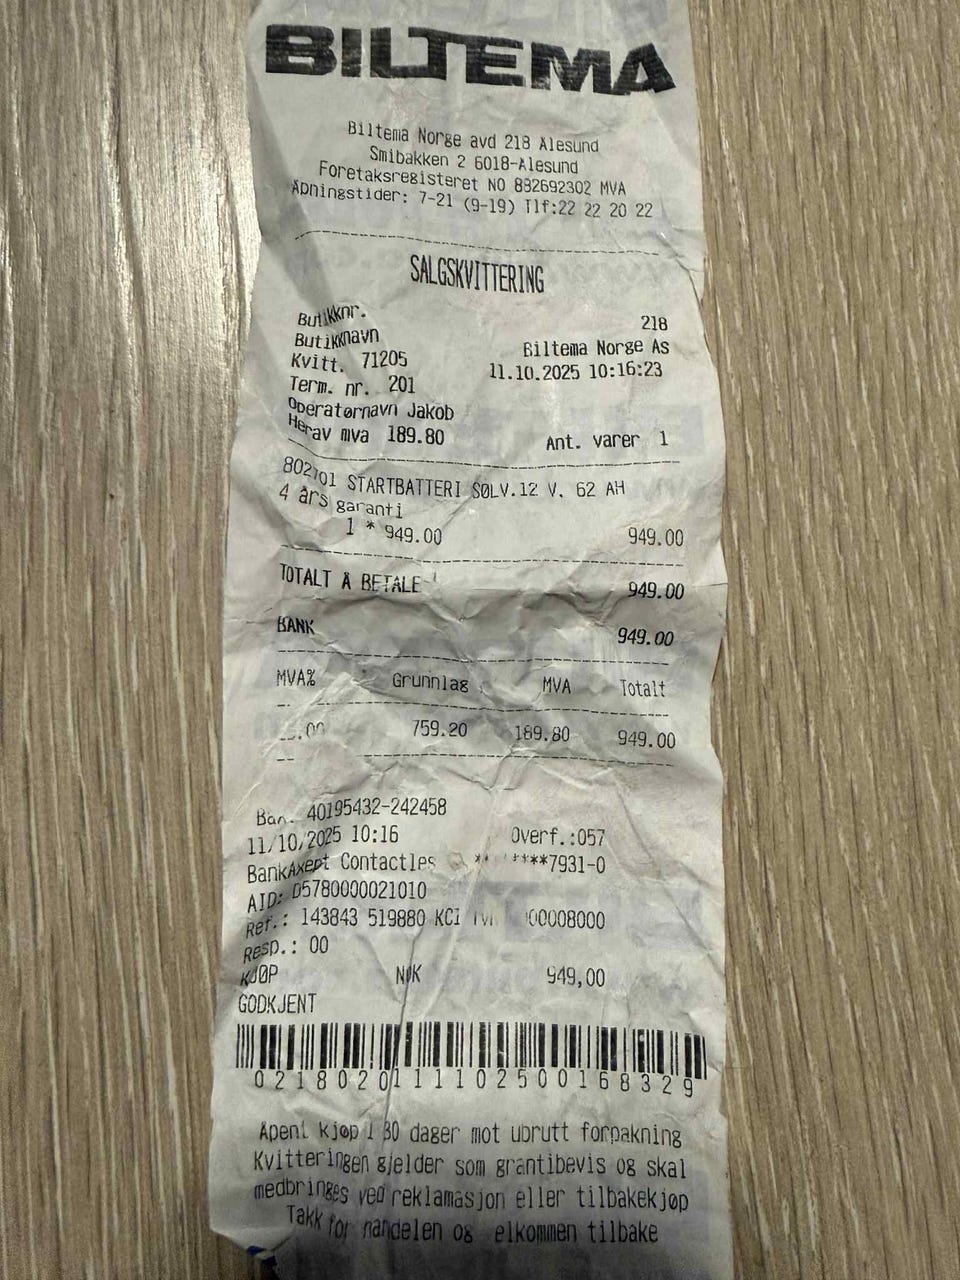 BILTEMA
Biltema Norge avd 218 Ålesund
Smibakken 2 6018-Ålesund
Foretaksregisteret NO 882692302 MVA
Åpningstider: 7-21 (9-19) Tlf:22 22 20 22
SALGSKVITTERING
Butikknr. 218
Butikknavn Biltema Norge As
Kvitt. 71205 11.10.2025 10:16:23
Term. nr. 201
Operatørnavn Jakob
Herav mva 189.80 Ant. varer 1
802701 STARTBATTERI SØLV.12 V. 62 AH
4 års garanti
1 * 949.00 949.00
TOTALT Å BETALE 949.00
BANK 949.00
MVA% Grunnlag MVA Totalt
759.20 189.80 949.00
40195432-242458
11/10/2025 10:16 Overf.:057
BankAxept Contactles 7931-0
AID: D5780000021010
Ref.: 143843 519880 KC1 00008000
Resp.: 00
KJØP NOK 949,00
GODKJENT
0218020111102500168329
Åpent kjøp i 30 dager mot ubrutt forpakning
Kvitteringen gjelder som grantibevis og skal
medbringes ved reklamasjon eller tilbakekjøp
Takk for handelen og elkommen tilbake